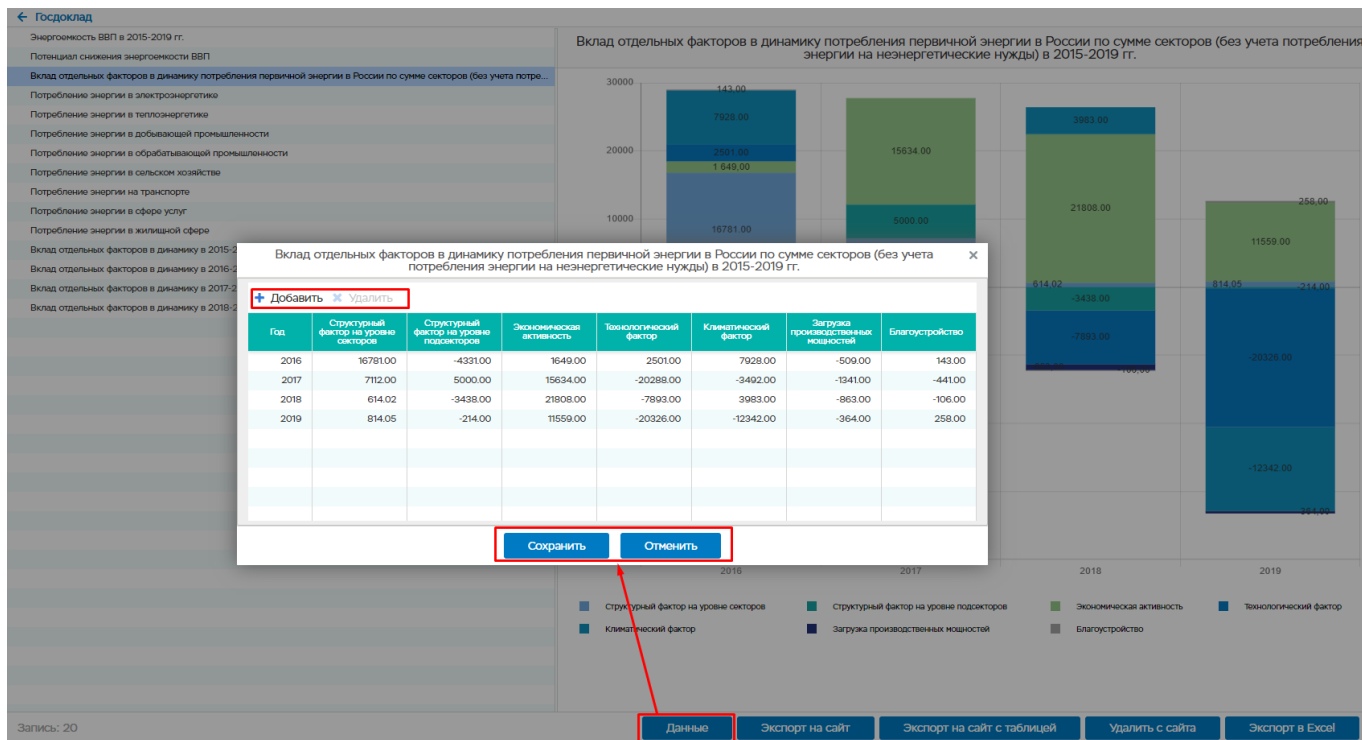 ← Госдоклад
Энергоемкость ВВП в 2015-2019 гг.
Потенциал снижения энергоемкости ВВП
Вклад отдельных факторов в динамику потребления первичной энергии в России по сумме секторов (без учета потре...
Потребление энергии в электроэнергетике
Потребление энергии в теплоэнергетике
Потребление энергии в добывающей промышленности
Потребление энергии в обрабатывающей промышленности
Потребление энергии в сельском хозяйстве
Потребление энергии на транспорте
Потребление энергии в сфере услуг
Потребление энергии в жилищной сфере
Вклад отдельных факторов в динамику в 2015-2
Вклад отдельных факторов в динамику в 2016-2
Вклад отдельных факторов в динамику в 2017-2
Вклад отдельных факторов в динамику в 2018-2
Вклад отдельных факторов в динамику потребления первичной энергии в России по сумме секторов (без учета потребления
энергии на неэнергетические нужды) в 2015-2019 гг.
30000
20000
10000
143,00
7928.00
2501.00
1 649,00
16781.00
15634.00
5000.00
3983.00
21808.00
614.02
-3438.00
-7893.00
258,00
11559.00
814.05
-214,00
-20326.00
-12342.00
-364,00
Вклад отдельных факторов в динамику потребления первичной энергии в России по сумме секторов (без учета
потребления энергии на неэнергетические нужды) в 2015-2019 гг.
×
+ Добавить × Удалить
Год Структурный фактор на уровне секторов Структурный фактор на уровне подсекторов Экономическая активность Технологический фактор Климатический фактор Загрузка производственных мощностей Благоустройство
2016 16781.00 -4331.00 1649.00 2501.00 7928.00 -509.00 143.00
2017 7112.00 5000.00 15634.00 -20288.00 -3492.00 -1341.00 -441.00
2018 614.02 -3438.00 21808.00 -7893.00 3983.00 -863.00 -106.00
2019 814.05 -214.00 11559.00 -20326.00 -12342.00 -364.00 258.00
Сохранить Отменить
2016 2017 2018 2019
Структурный фактор на уровне секторов Структурный фактор на уровне подсекторов Экономическая активность Технологический фактор
Климатический фактор Загрузка производственных мощностей Благоустройство
Запись: 20
Данные Экспорт на сайт Экспорт на сайт с таблицей Удалить с сайта Экспорт в Excel